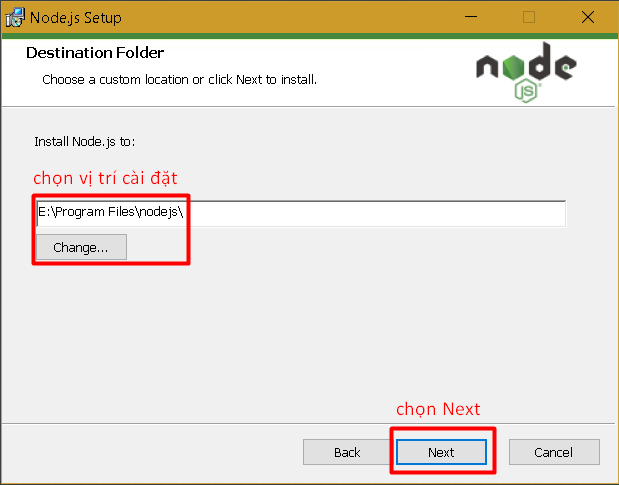 Node.js Setup
Destination Folder
Choose a custom location or click Next to install.
node
JS
Install Node.js to:
chọn vị trí cài đặt
E:\Program Files\nodejs\
Change...
chọn Next
Back
Next
Cancel